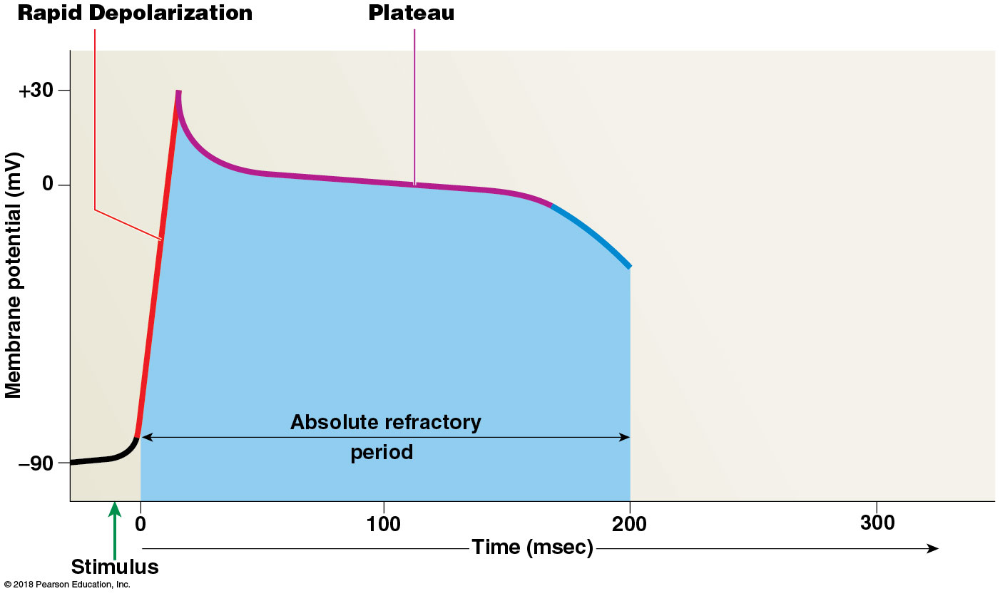 Rapid Depolarization
Plateau
+30
0
–90
Membrane potential (mV)
Absolute refractory
period
0
100
200
300
Time (msec)
Stimulus
© 2018 Pearson Education, Inc.